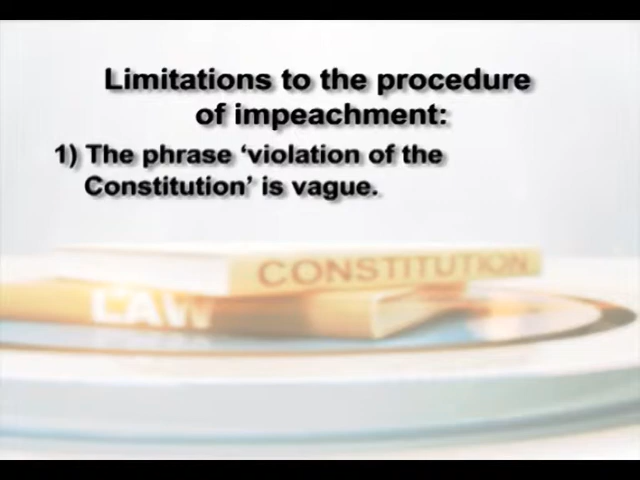 Limitations to the procedure
of impeachment:
1) The phrase ‘violation of the
Constitution’ is vague.
CONSTITUTION
LAW